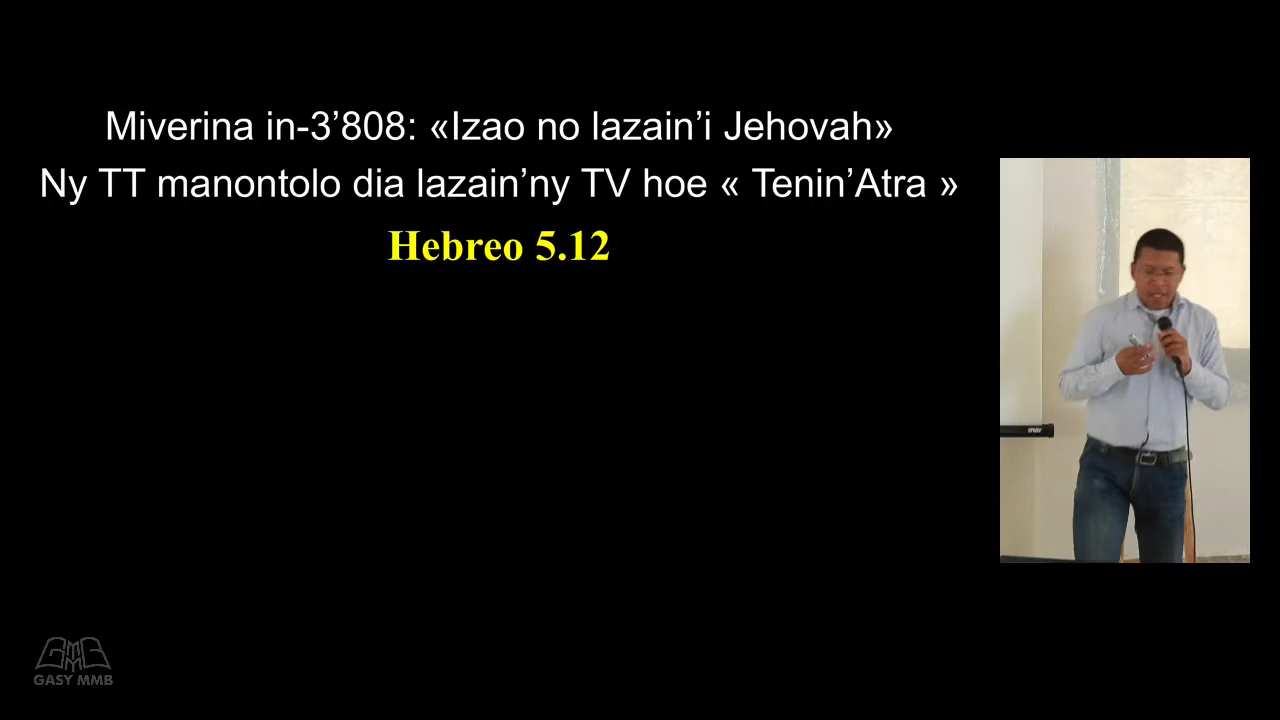 Miverina in-3’808: «Izao no lazain’i Jehovah»
Ny TT manontolo dia lazain’ny TV hoe « Tenin’Atra »
Hebreo 5.12
GASY MMB